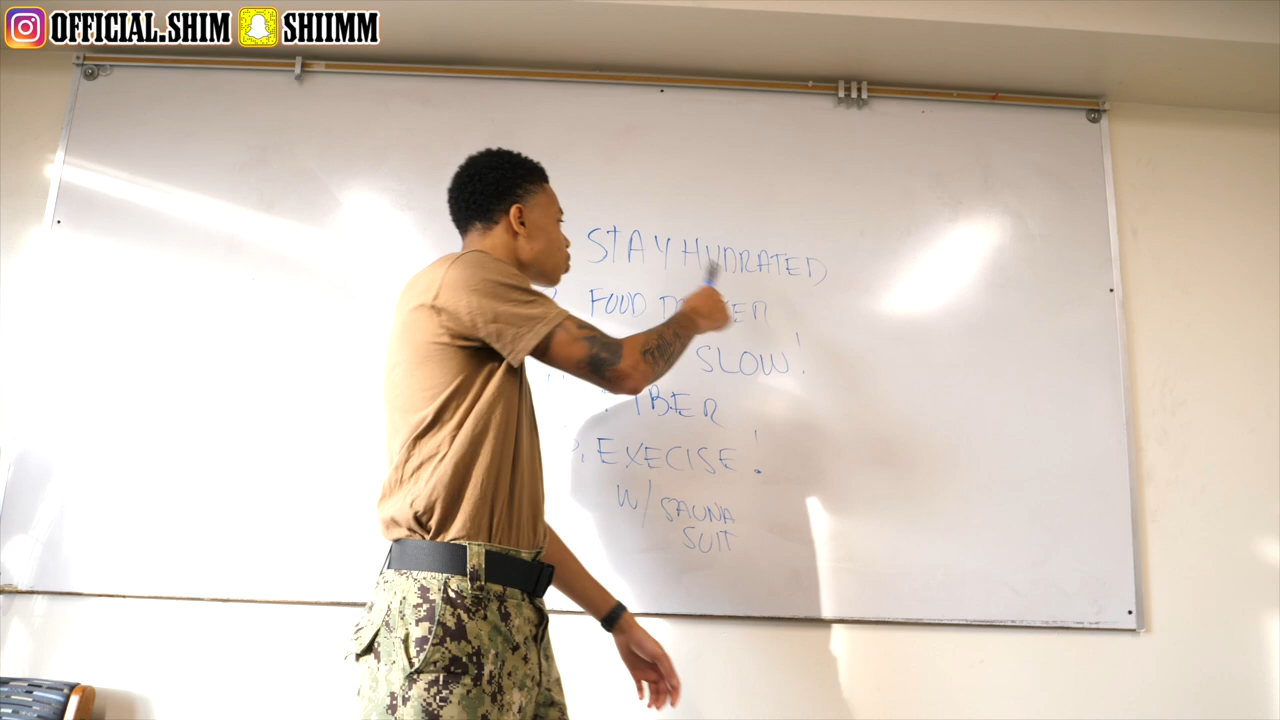 OFFICIAL.SHIM SHIIMM
STAY HYDRATED
FOOD
SLOW!
EXECISE!
W/ SAUNA
SUIT